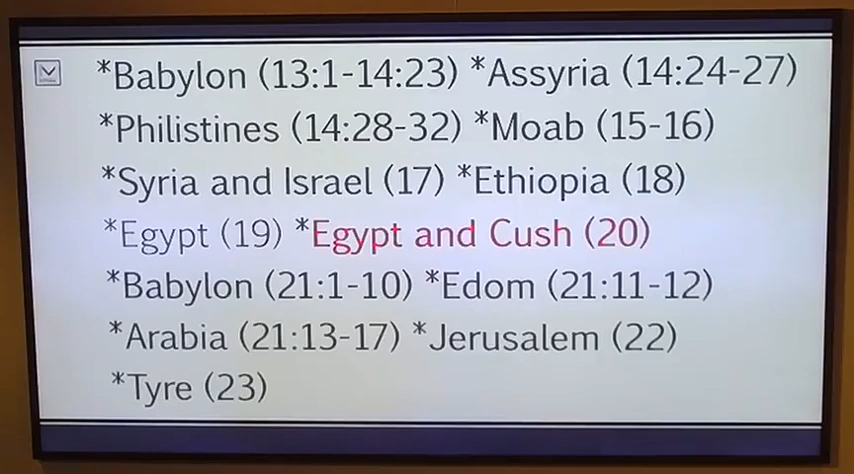 *Babylon (13:1-14:23) *Assyria (14:24-27)
*Philistines (14:28-32) *Moab (15-16)
*Syria and Israel (17) *Ethiopia (18)
*Egypt (19) *Egypt and Cush (20)
*Babylon (21:1-10) *Edom (21:11-12)
*Arabia (21:13-17) *Jerusalem (22)
*Tyre (23)